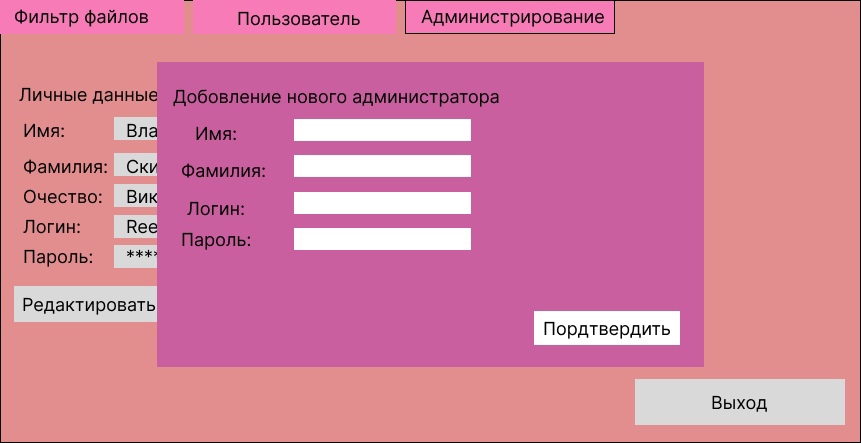 Фильтр файлов
Пользователь
Администрирование
Личные данные
Добовление нового администратора
Имя:
Вла
Имя:
Фамилия:
Ски
Фамилия:
Очество:
Вик
Логин:
Логин:
Ree
Пароль:
Пароль:
****
Редактировать
Пордтвердить
Выход